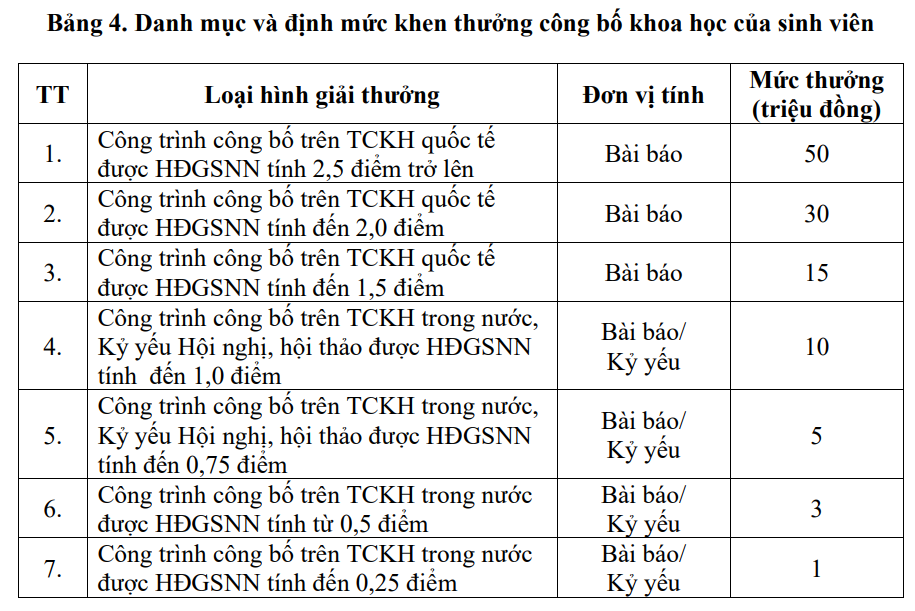 Bảng 4. Danh mục và định mức khen thưởng công bố khoa học của sinh viên
TT
Loại hình giải thưởng
Đơn vị tính
Mức thưởng
(triệu đồng)
1.
Công trình công bố trên TCKH quốc tế
được HĐGSNN tính 2,5 điểm trở lên
Bài báo
50
2.
Công trình công bố trên TCKH quốc tế
được HĐGSNN tính đến 2,0 điểm
Bài báo
30
3.
Công trình công bố trên TCKH quốc tế
được HĐGSNN tính đến 1,5 điểm
Bài báo
15
4.
Công trình công bố trên TCKH trong nước,
Kỷ yếu Hội nghị, hội thảo được HĐGSNN
tính đến 1,0 điểm
Bài báo/
Kỷ yếu
10
5.
Công trình công bố trên TCKH trong nước,
Kỷ yếu Hội nghị, hội thảo được HĐGSNN
tính đến 0,75 điểm
Bài báo/
Kỷ yếu
5
6.
Công trình công bố trên TCKH trong nước
được HĐGSNN tính từ 0,5 điểm
Bài báo/
Kỷ yếu
3
7.
Công trình công bố trên TCKH trong nước
được HĐGSNN tính đến 0,25 điểm
Bài báo/
Kỷ yếu
1